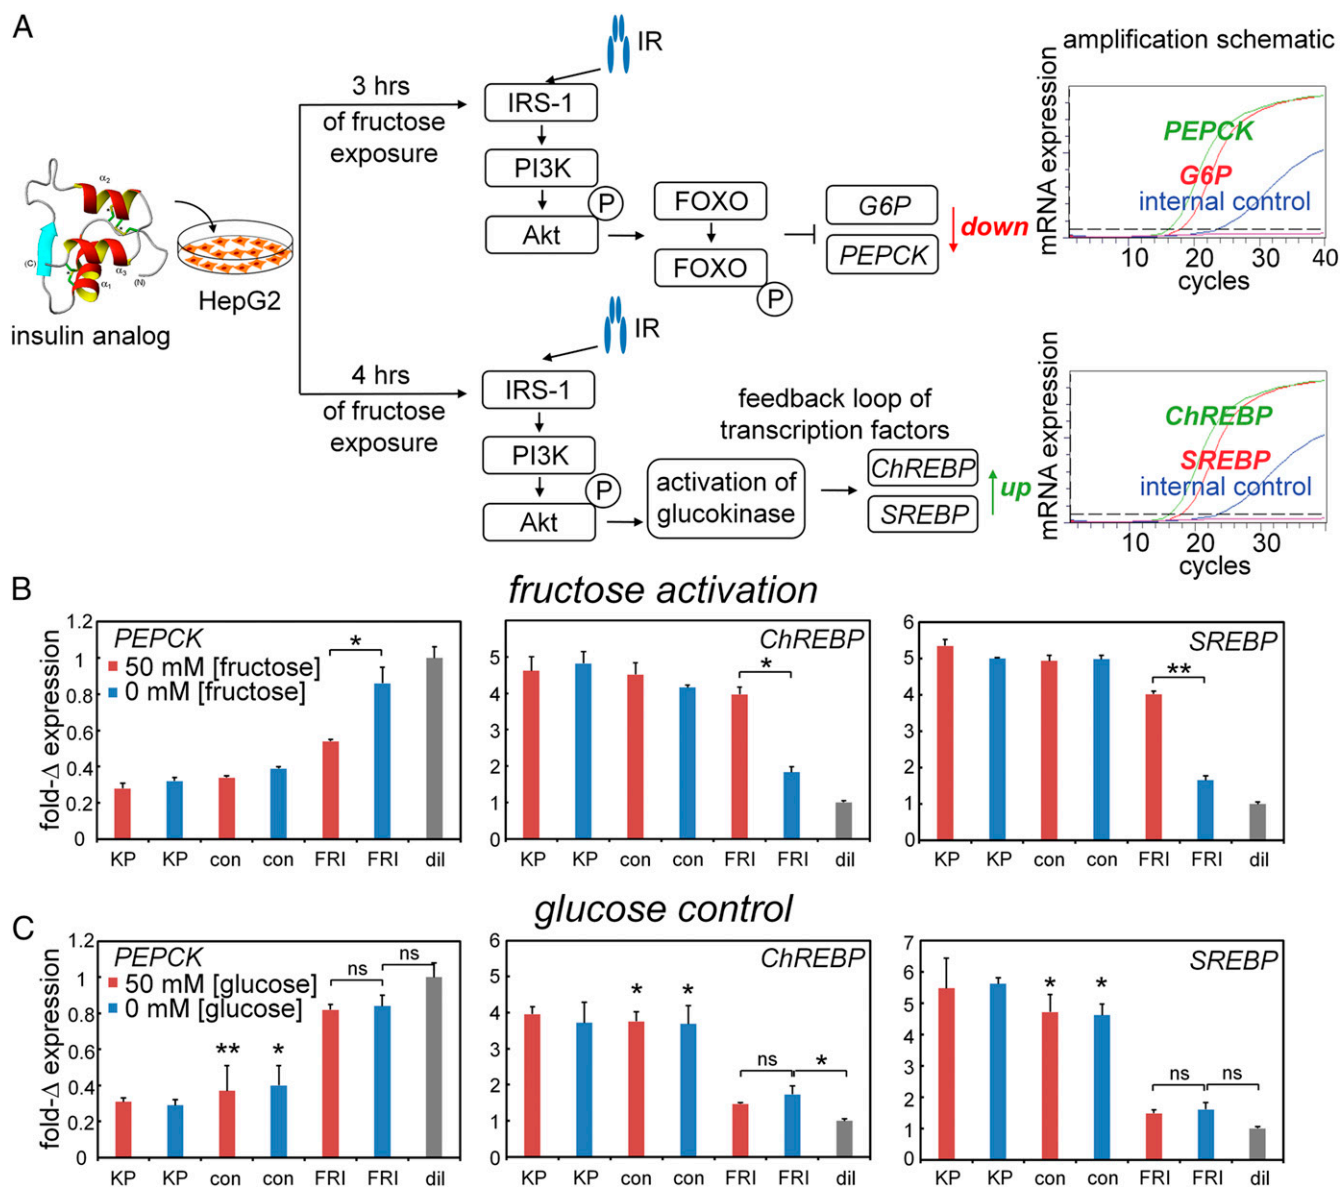 A
IR
amplification schematic
3 hrs
of fructose
exposure
IRS-1
PI3K
P
Akt
FOXO
FOXO
P
G6P
PEPCK
down
mRNA expression
PEPCK
G6P
internal control
10 20 30 40
cycles
α2
(C)
α3
α1
(N)
insulin analog
HepG2
IR
4 hrs
of fructose
exposure
IRS-1
PI3K
P
Akt
activation of
glucokinase
feedback loop of
transcription factors
ChREBP
SREBP
up
mRNA expression
ChREBP
SREBP
internal control
10 20 30
cycles
B
fructose activation
fold-Δ expression
1.2
1
0.8
0.6
0.4
0.2
0
PEPCK
50 mM [fructose]
0 mM [fructose]
*
KP KP con con FRI FRI dil
5
4
3
2
1
0
ChREBP
*
KP KP con con FRI FRI dil
6
5
4
3
2
1
0
SREBP
**
KP KP con con FRI FRI dil
C
glucose control
fold-Δ expression
1.2
1
0.8
0.6
0.4
0.2
0
PEPCK
50 mM [glucose]
0 mM [glucose]
** * ns ns
KP KP con con FRI FRI dil
6
5
4
3
2
1
0
ChREBP
* * ns *
KP KP con con FRI FRI dil
7
6
5
4
3
2
1
0
SREBP
* * ns ns
KP KP con con FRI FRI dil